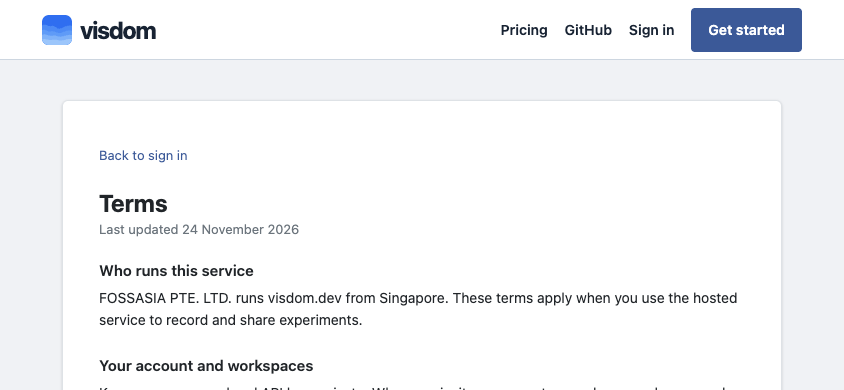 visdom
Pricing GitHub Sign in Get started
Back to sign in
Terms
Last updated 24 November 2026
Who runs this service
FOSSASIA PTE. LTD. runs visdom.dev from Singapore. These terms apply when you use the hosted
service to record and share experiments.
Your account and workspaces